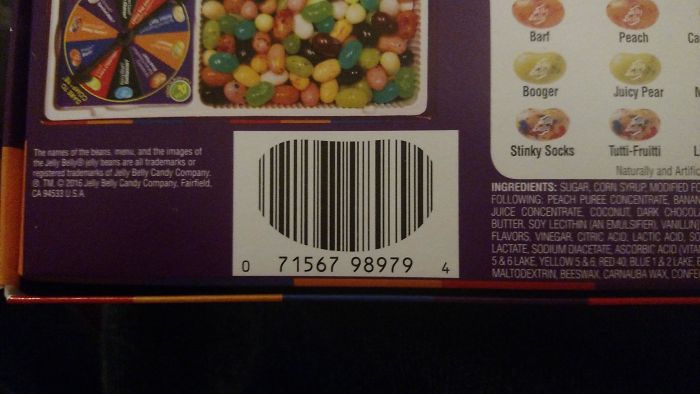 Barf Peach Ca
Booger Juicy Pear
Stinky Socks Tutti-Fruitti L
Naturally and Artific
The names of the beans, menu, and the images of
the Jelly Belly® jelly beans are all trademarks or
registered trademarks of Jelly Belly Candy Company.
®, TM, © 2016 Jelly Belly Candy Company, Fairfield,
CA 94533 U.S.A.
0 71567 98979 4
INGREDIENTS: SUGAR, CORN SYRUP, MODIFIED
FOLLOWING: PEACH PUREE CONCENTRATE, BANAN
JUICE CONCENTRATE, COCONUT, DARK CHOCO
BUTTER, SOY LECITHIN (AN EMULSIFIER), VANILLIN)
FLAVORS, VINEGAR, CITRIC ACID, LACTIC ACID, SO
LACTATE, SODIUM DIACETATE, ASCORBIC ACID (VITA
5 & 6 LAKE, YELLOW 5 & 6, RED 40, BLUE 1 & 2 LAKE,
MALTODEXTRIN, BEESWAX, CARNAUBA WAX, CONFE